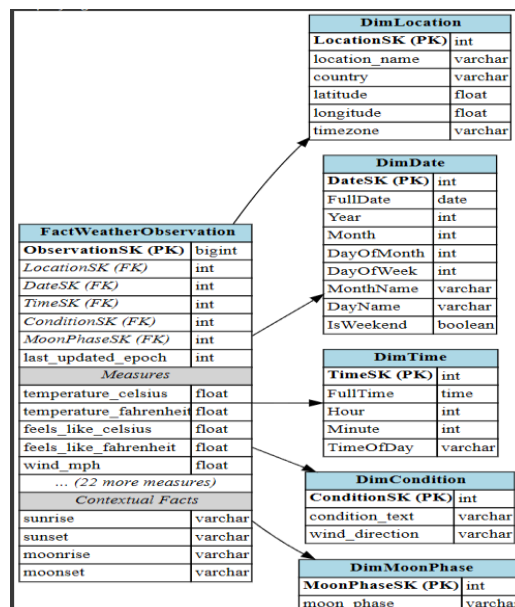 DimLocation
LocationSK (PK) int
location_name varchar
country varchar
latitude float
longitude float
timezone varchar
DimDate
DateSK (PK) int
FullDate date
Year int
Month int
DayOfMonth int
DayOfWeek int
MonthName varchar
DayName varchar
IsWeekend boolean
FactWeatherObservation
ObservationSK (PK) bigint
LocationSK (FK) int
DateSK (FK) int
TimeSK (FK) int
ConditionSK (FK) int
MoonPhaseSK (FK) int
last_updated_epoch int
Measures
temperature_celsius float
temperature_fahrenheit float
feels_like_celsius float
feels_like_fahrenheit float
wind_mph float
... (22 more measures)
Contextual Facts
sunrise varchar
sunset varchar
moonrise varchar
moonset varchar
DimTime
TimeSK (PK) int
FullTime time
Hour int
Minute int
TimeOfDay varchar
DimCondition
ConditionSK (PK) int
condition_text varchar
wind_direction varchar
DimMoonPhase
MoonPhaseSK (PK) int
moon_phase varchar